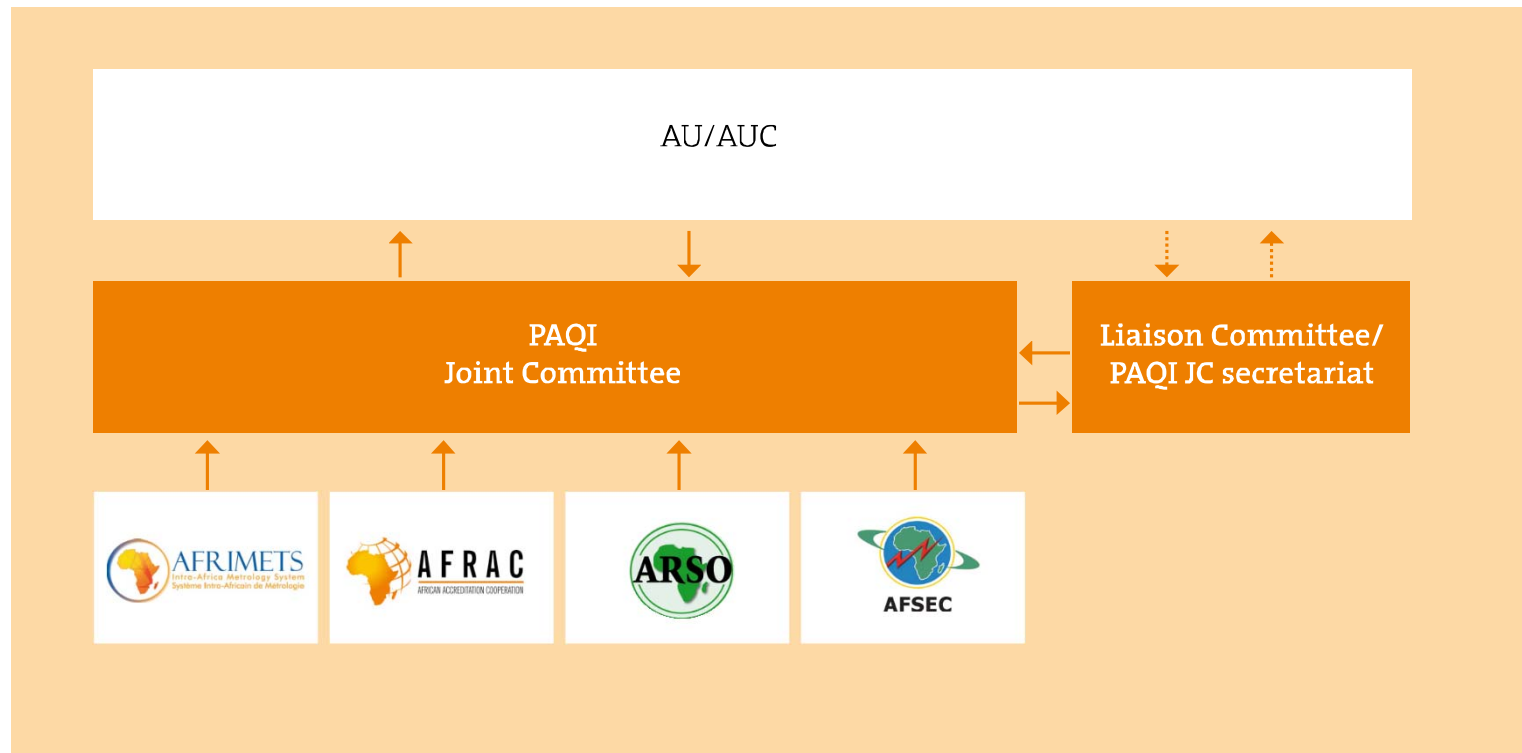 AU/AUC
PAQI
Joint Committee
Liaison Committee/
PAQI JC secretariat
AFRIMETS
Intra-Africa Metrology System
Système Intra-Africain de Métrologie
AFRAC
AFRICAN ACCREDITATION COOPERATION
ARSO
AFSEC